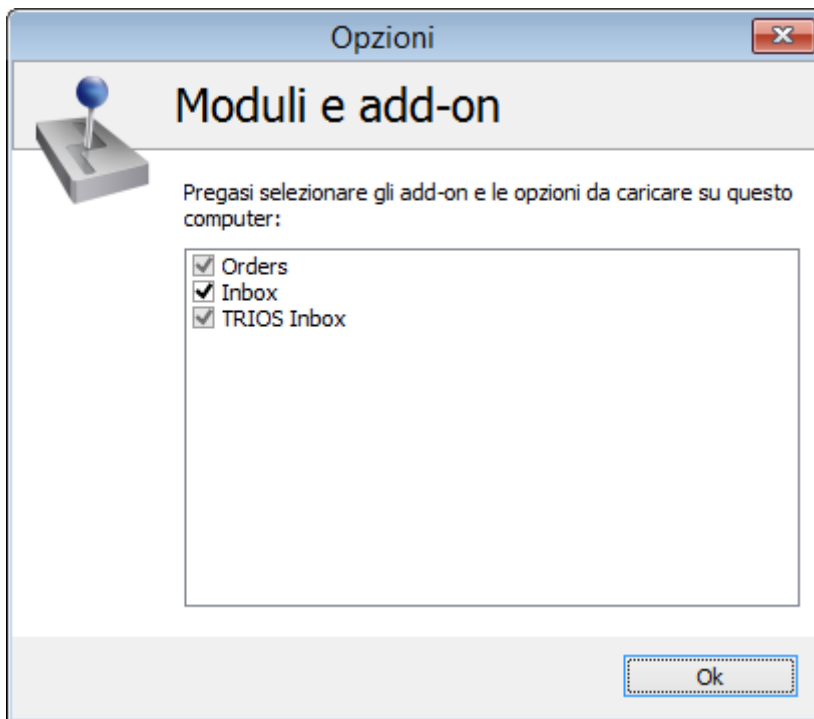 Opzioni
Moduli e add-on
Pregasi selezionare gli add-on e le opzioni da caricare su questo
computer:
Orders
Inbox
TRIOS Inbox
Ok